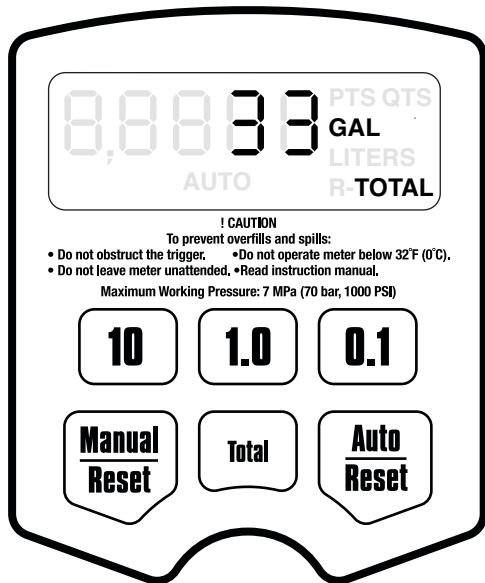 8,8833 PTS QTS
GAL
LITERS
AUTO R-TOTAL
! CAUTION
To prevent overfills and spills:
• Do not obstruct the trigger. •Do not operate meter below 32°F (0°C).
• Do not leave meter unattended. •Read instruction manual.
Maximum Working Pressure: 7 MPa (70 bar, 1000 PSI)
10 1.0 0.1
Manual
Reset
Total
Auto
Reset